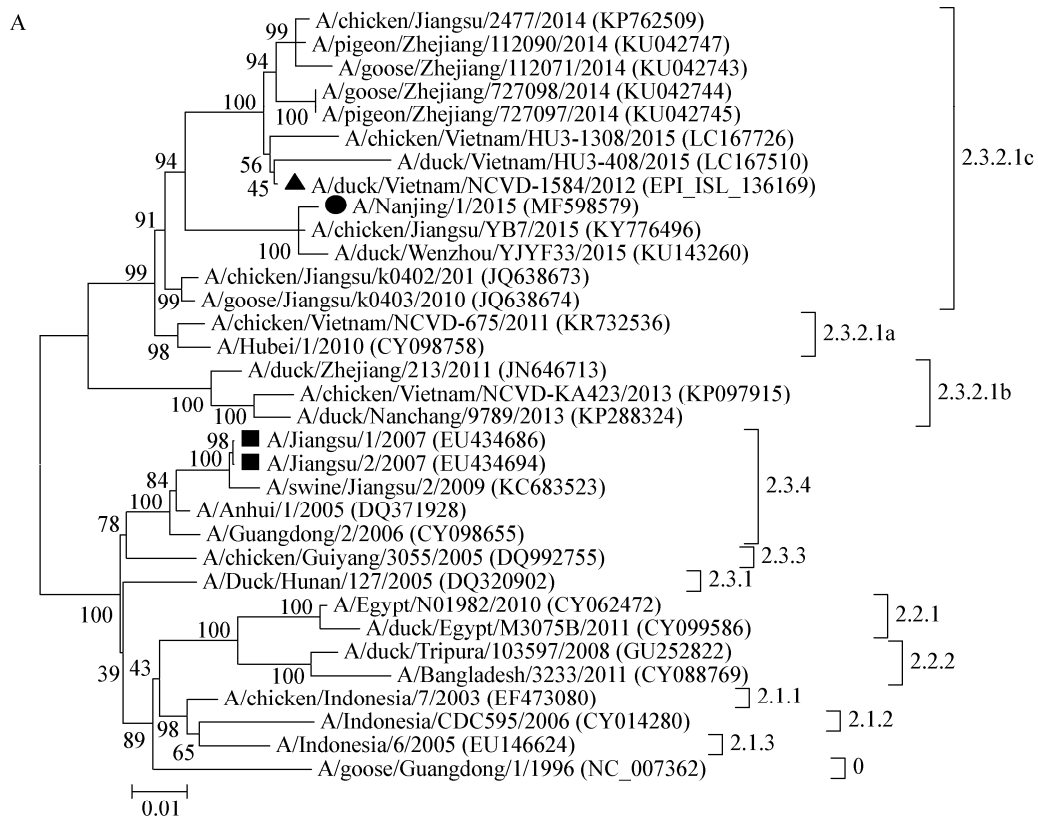 A
A/chicken/Jiangsu/2477/2014 (KP762509)
99
A/pigeon/Zhejiang/112090/2014 (KU042747)
94
A/goose/Zhejiang/112071/2014 (KU042743)
A/goose/Zhejiang/727098/2014 (KU042744)
100
100
A/pigeon/Zhejiang/727097/2014 (KU042745)
A/chicken/Vietnam/HU3-1308/2015 (LC167726)
94
56
A/duck/Vietnam/HU3-408/2015 (LC167510)
2.3.2.1c
45
A/duck/Vietnam/NCVD-1584/2012 (EPI_ISL_136169)
A/Nanjing/1/2015 (MF598579)
91
A/chicken/Jiangsu/YB7/2015 (KY776496)
100
A/duck/Wenzhou/YJYF33/2015 (KU143260)
99
A/chicken/Jiangsu/k0402/201 (JQ638673)
99
A/goose/Jiangsu/k0403/2010 (JQ638674)
A/chicken/Vietnam/NCVD-675/2011 (KR732536)
2.3.2.1a
98
A/Hubei/1/2010 (CY098758)
A/duck/Zhejiang/213/2011 (JN646713)
100
A/chicken/Vietnam/NCVD-KA423/2013 (KP097915)
2.3.2.1b
100
A/duck/Nanchang/9789/2013 (KP288324)
98
A/Jiangsu/1/2007 (EU434686)
100
A/Jiangsu/2/2007 (EU434694)
84
A/swine/Jiangsu/2/2009 (KC683523)
2.3.4
100
A/Anhui/1/2005 (DQ371928)
78
A/Guangdong/2/2006 (CY098655)
A/chicken/Guiyang/3055/2005 (DQ992755)
2.3.3
A/Duck/Hunan/127/2005 (DQ320902)
2.3.1
100
100
A/Egypt/N01982/2010 (CY062472)
2.2.1
100
A/duck/Egypt/M3075B/2011 (CY099586)
A/duck/Tripura/103597/2008 (GU252822)
2.2.2
39
43
100
A/Bangladesh/3233/2011 (CY088769)
A/chicken/Indonesia/7/2003 (EF473080)
2.1.1
98
A/Indonesia/CDC595/2006 (CY014280)
2.1.2
89
65
A/Indonesia/6/2005 (EU146624)
2.1.3
A/goose/Guangdong/1/1996 (NC_007362)
0
0.01